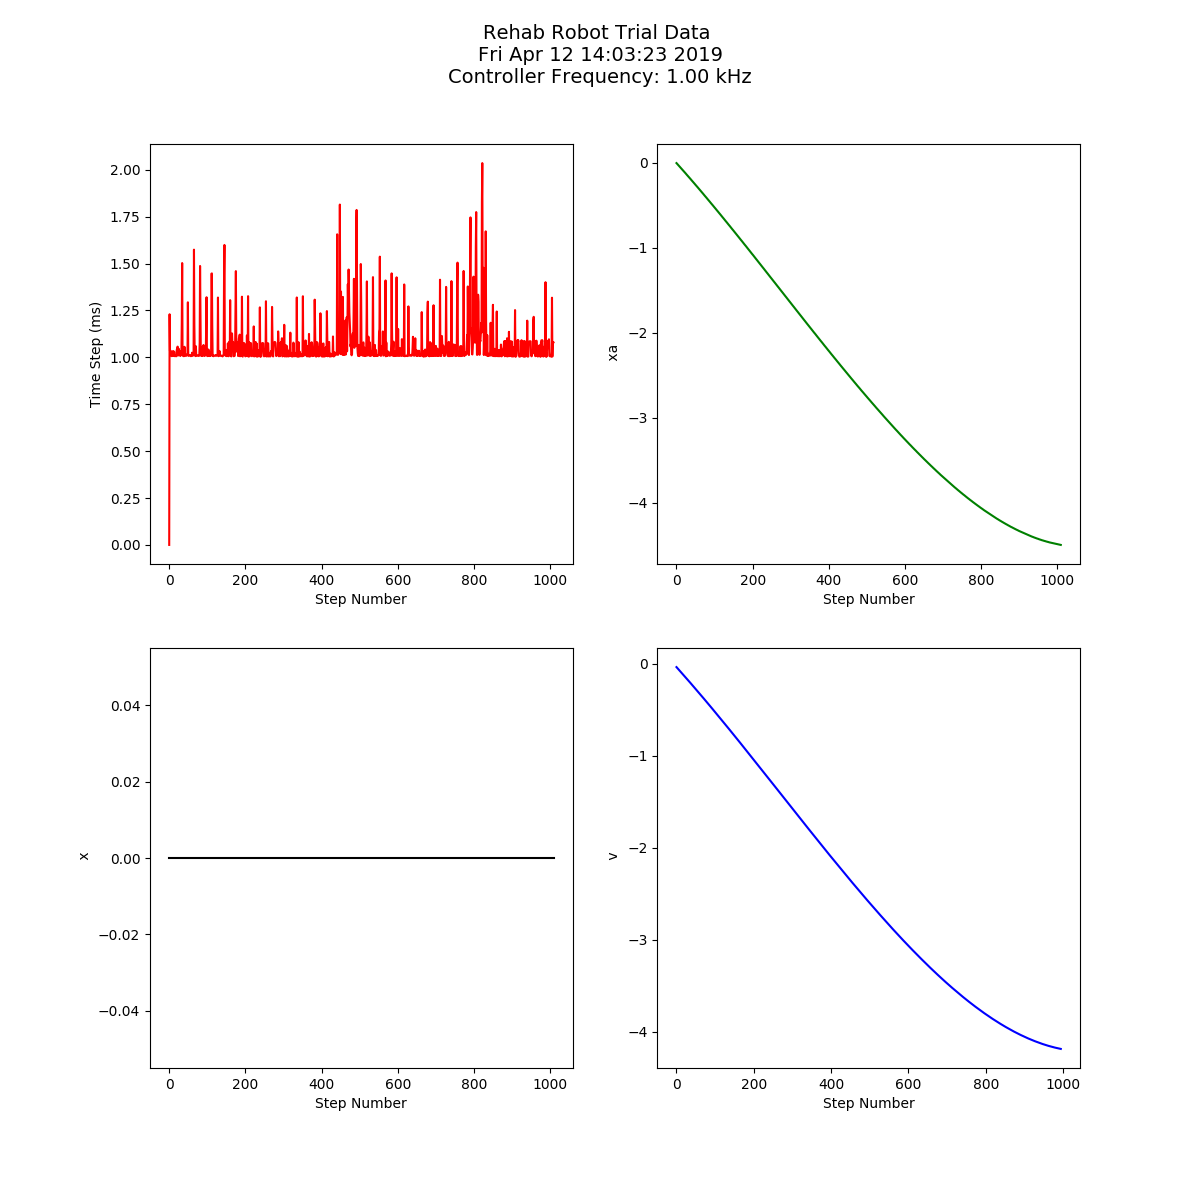 Rehab Robot Trial Data
Fri Apr 12 14:03:23 2019
Controller Frequency: 1.00 kHz
2.00
1.75
1.50
1.25
1.00
0.75
0.50
0.25
0.00
Time Step (ms)
0 200 400 600 800 1000
Step Number
0
−1
−2
−3
−4
xa
0 200 400 600 800 1000
Step Number
0.04
0.02
0.00
−0.02
−0.04
x
0 200 400 600 800 1000
Step Number
0
−1
−2
−3
−4
v
0 200 400 600 800 1000
Step Number